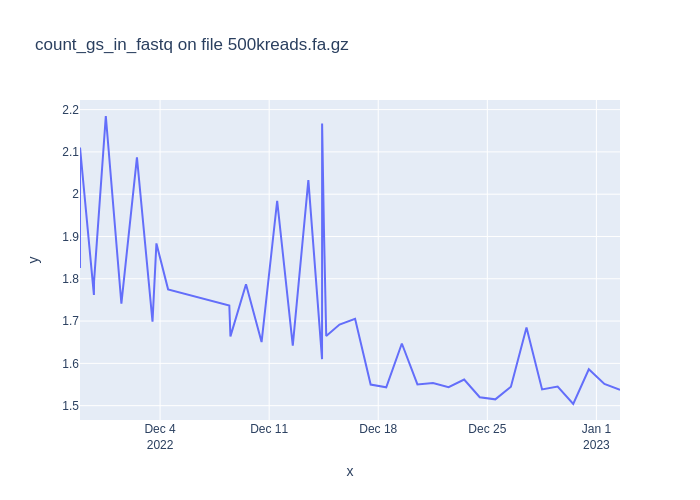 count_gs_in_fastq on file 500kreads.fa.gz
2.2
2.1
2
1.9
1.8
1.7
1.6
1.5
y
Dec 4
2022
Dec 11
Dec 18
Dec 25
Jan 1
2023
x